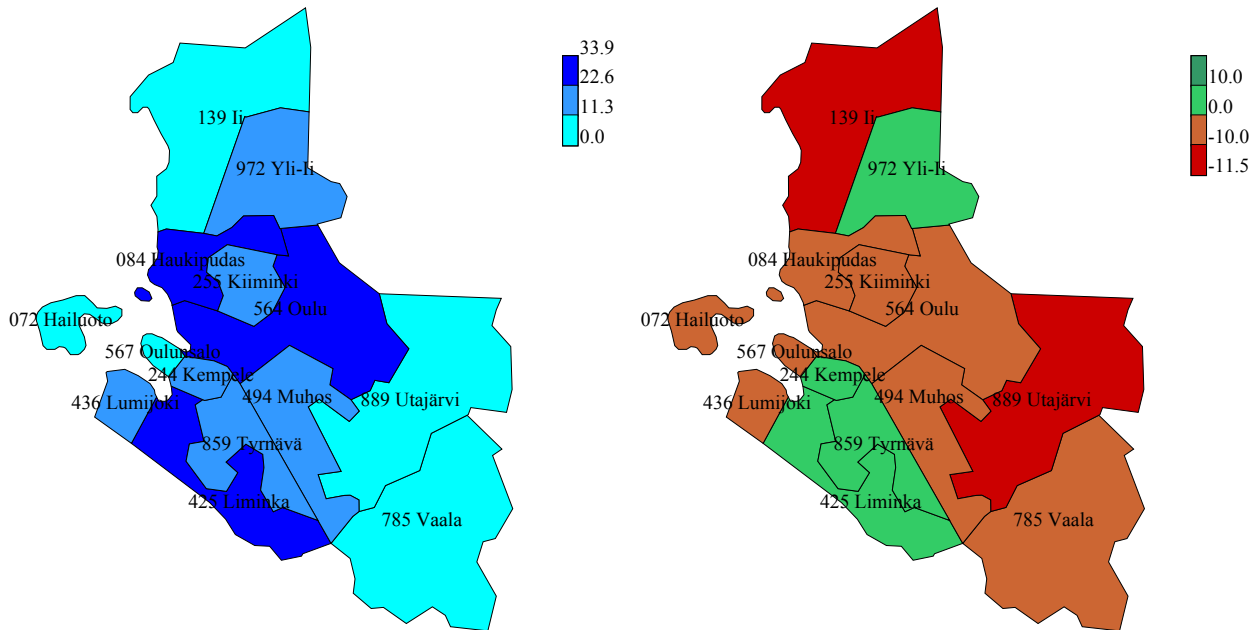 33.9
22.6
11.3
0.0
139 Ii
972 Yli-Ii
084 Haukipudas
255 Kiiminki
564 Oulu
072 Hailuoto
567 Oulunsalo
244 Kempele
494 Muhos
436 Lumijoki
889 Utajärvi
859 Tyrnävä
425 Liminka
785 Vaala
10.0
0.0
-10.0
-11.5
139 Ii
972 Yli-Ii
084 Haukipudas
255 Kiiminki
564 Oulu
072 Hailuoto
567 Oulunsalo
244 Kempele
494 Muhos
436 Lumijoki
889 Utajärvi
859 Tyrnävä
425 Liminka
785 Vaala